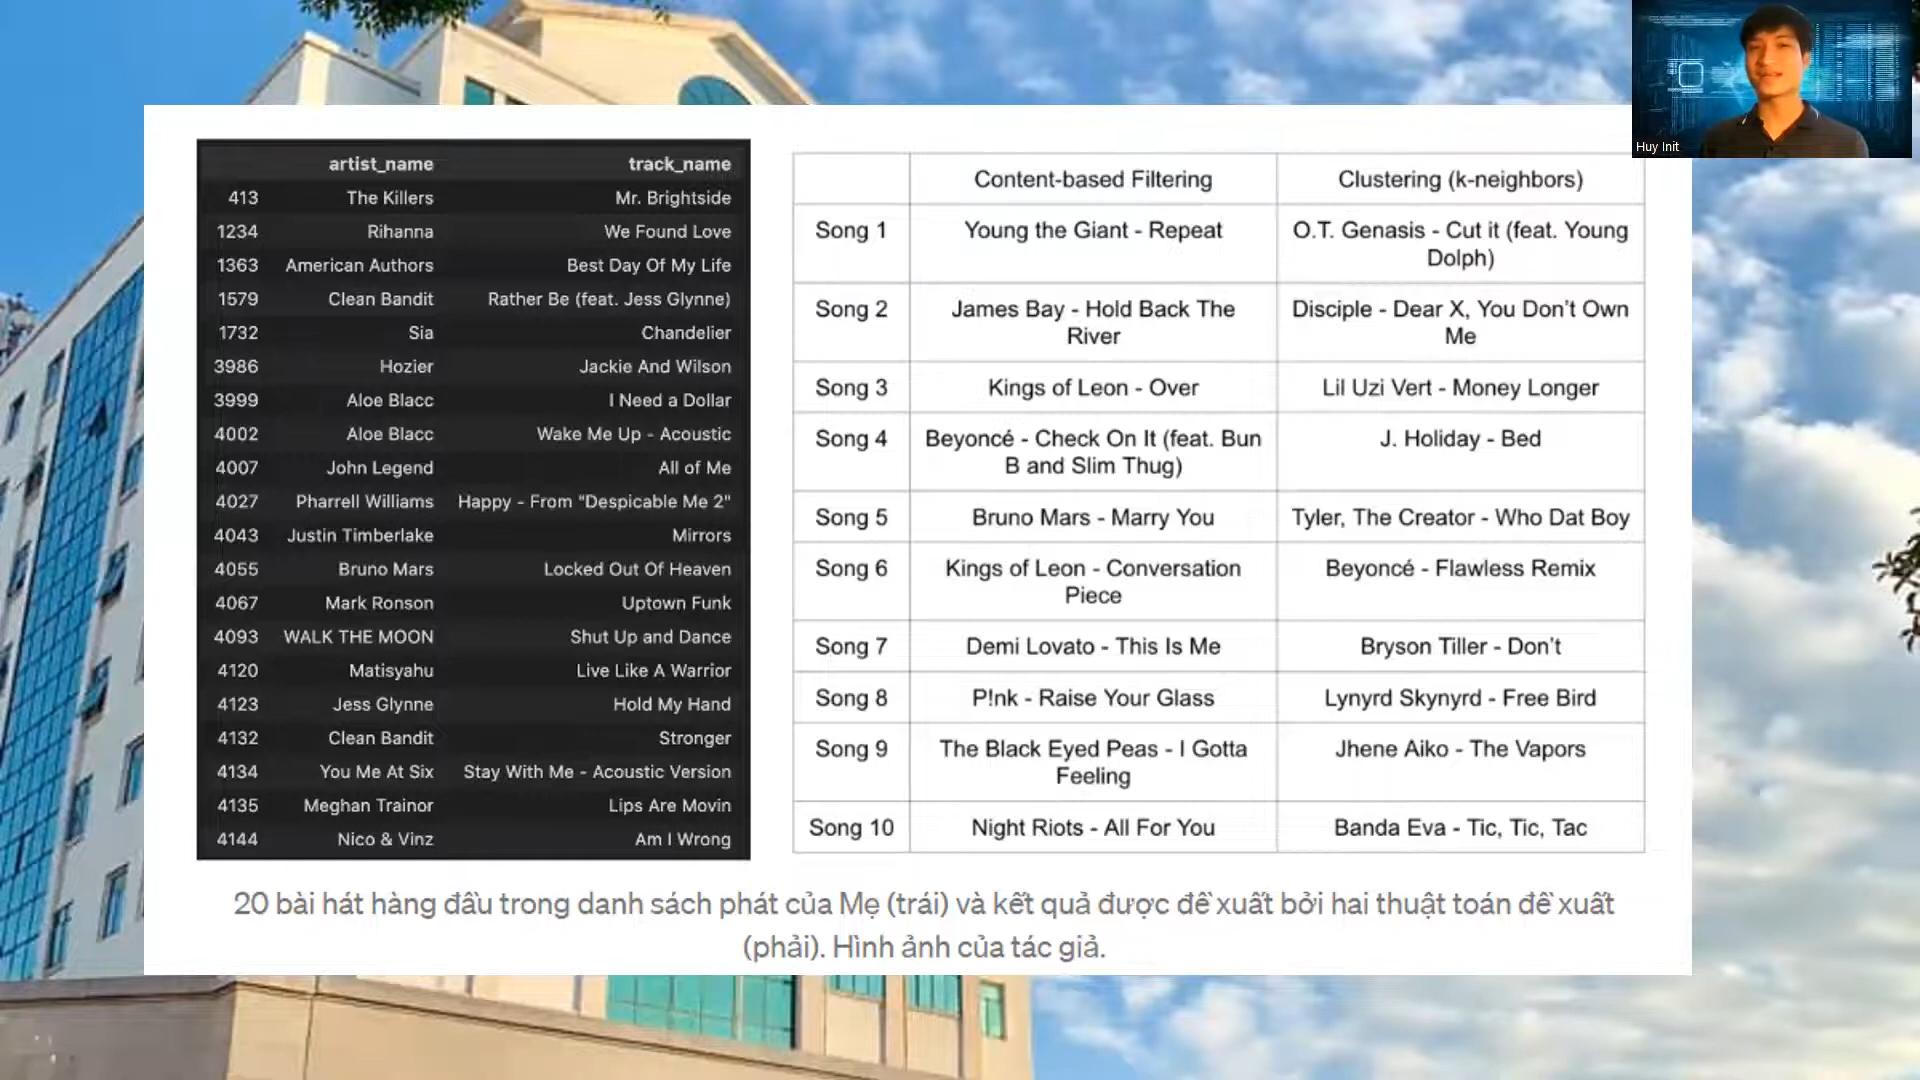 Huy Init
artist_name track_name
413 The Killers Mr. Brightside
1234 Rihanna We Found Love
1363 American Authors Best Day Of My Life
1579 Clean Bandit Rather Be (feat. Jess Glynne)
1732 Sia Chandelier
3986 Hozier Jackie And Wilson
3999 Aloe Blacc I Need a Dollar
4002 Aloe Blacc Wake Me Up - Acoustic
4007 John Legend All of Me
4027 Pharrell Williams Happy - From "Despicable Me 2"
4043 Justin Timberlake Mirrors
4055 Bruno Mars Locked Out Of Heaven
4067 Mark Ronson Uptown Funk
4093 WALK THE MOON Shut Up and Dance
4120 Matisyahu Live Like A Warrior
4123 Jess Glynne Hold My Hand
4132 Clean Bandit Stronger
4134 You Me At Six Stay With Me - Acoustic Version
4135 Meghan Trainor Lips Are Movin
4144 Nico & Vinz Am I Wrong
Content-based Filtering Clustering (k-neighbors)
Song 1 Young the Giant - Repeat O.T. Genasis - Cut it (feat. Young
Dolph)
Song 2 James Bay - Hold Back The Disciple - Dear X, You Don't Own
River Me
Song 3 Kings of Leon - Over Lil Uzi Vert - Money Longer
Song 4 Beyoncé - Check On It (feat. Bun J. Holiday - Bed
B and Slim Thug)
Song 5 Bruno Mars - Marry You Tyler, The Creator - Who Dat Boy
Song 6 Kings of Leon - Conversation Beyoncé - Flawless Remix
Piece
Song 7 Demi Lovato - This Is Me Bryson Tiller - Don't
Song 8 P!nk - Raise Your Glass Lynyrd Skynyrd - Free Bird
Song 9 The Black Eyed Peas - I Gotta Jhene Aiko - The Vapors
Feeling
Song 10 Night Riots - All For You Banda Eva - Tic, Tic, Tac
20 bài hát hàng đầu trong danh sách phát của Mẹ (trái) và kết quả được đề xuất bởi hai thuật toán đề xuất
(phải). Hình ảnh của tác giả.